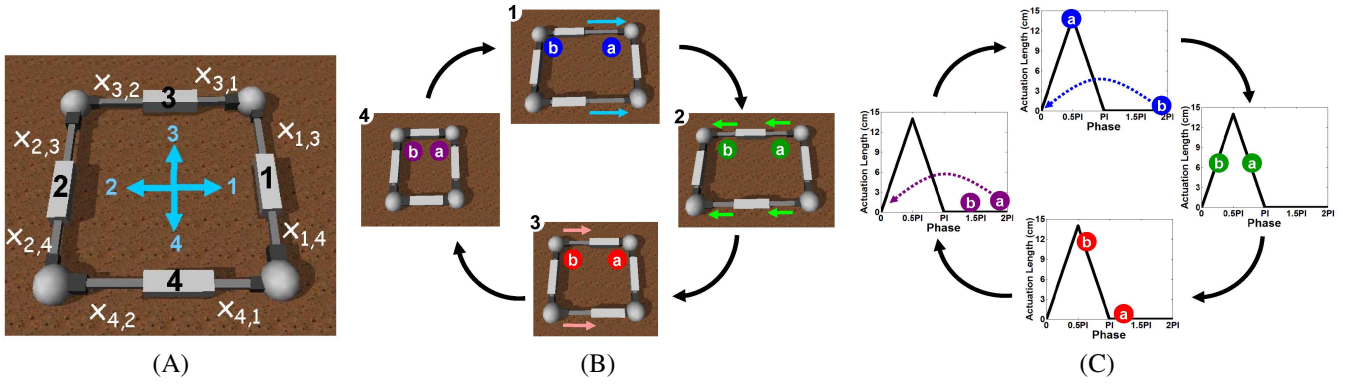 x3,2
x3,1
3
x2,3
x1,3
3
2
2
1
1
x2,4
4
x1,4
4
x4,2
x4,1
(A)
1
b
a
4
b
a
2
b
a
3
b
a
(B)
Actuation Length (cm)
15
12
9
6
3
0
a
b
0
0.5PI
PI
1.5PI
2PI
Phase
Actuation Length (cm)
15
12
9
6
3
0
b
a
0
0.5PI
PI
1.5PI
2PI
Phase
Actuation Length (cm)
15
12
9
6
3
0
b
a
0
0.5PI
PI
1.5PI
2PI
Phase
Actuation Length (cm)
15
12
9
6
3
0
b
a
0
0.5PI
PI
1.5PI
2PI
Phase
(C)